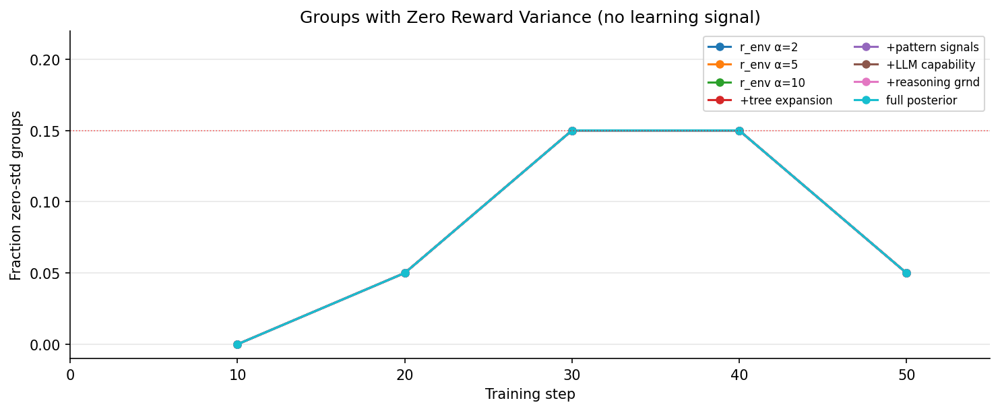 Groups with Zero Reward Variance (no learning signal)
r_env α=2
r_env α=5
r_env α=10
+tree expansion
+pattern signals
+LLM capability
+reasoning grnd
full posterior
Fraction zero-std groups
0.20
0.15
0.10
0.05
0.00
0 10 20 30 40 50
Training step